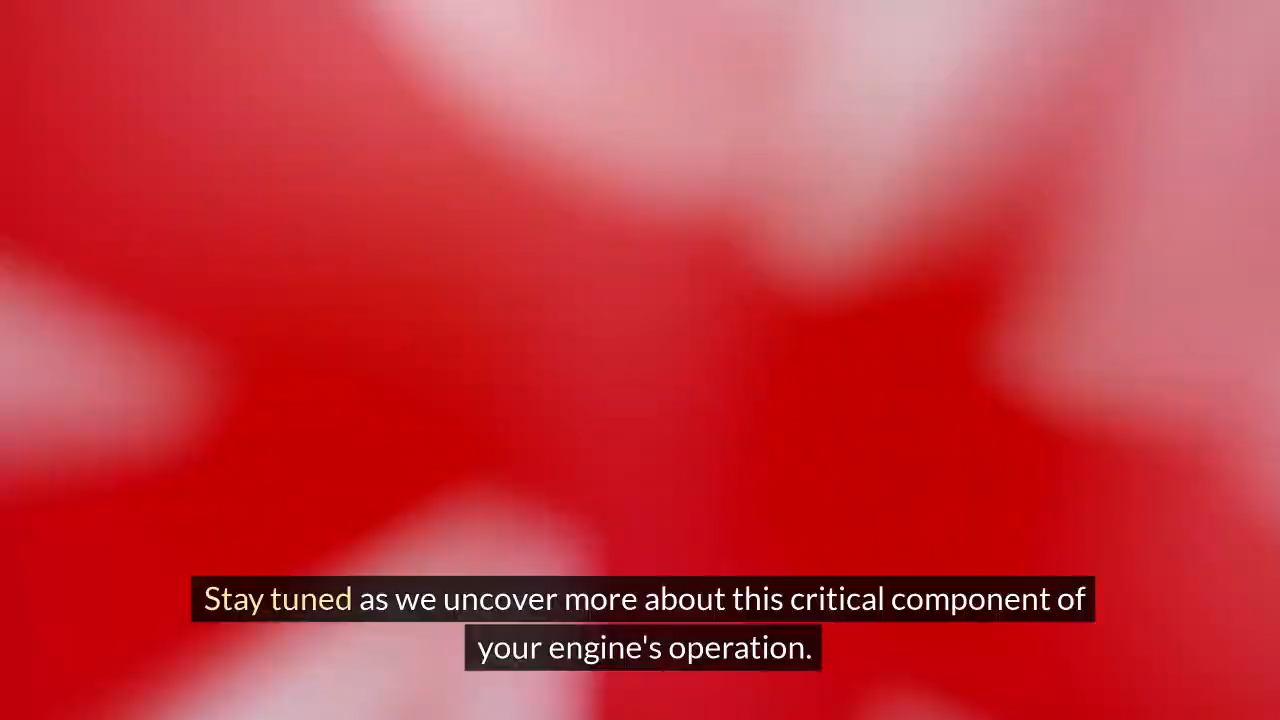 Stay tuned as we uncover more about this critical component of
your engine's operation.